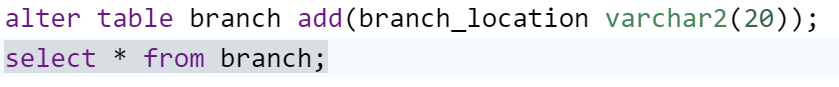 alter table branch add(branch_location varchar2(20));
select * from branch;